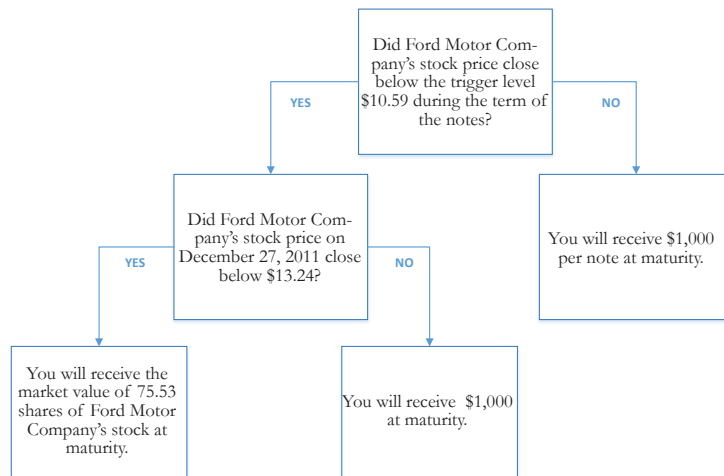 Did Ford Motor Com-
pany's stock price close
below the trigger level
$10.59 during the term of
the notes?
YES
NO
Did Ford Motor Com-
pany's stock price on
December 27, 2011 close
below $13.24?
You will receive $1,000
per note at maturity.
YES
NO
You will receive the
market value of 75.53
shares of Ford Motor
Company's stock at
maturity.
You will receive $1,000
at maturity.